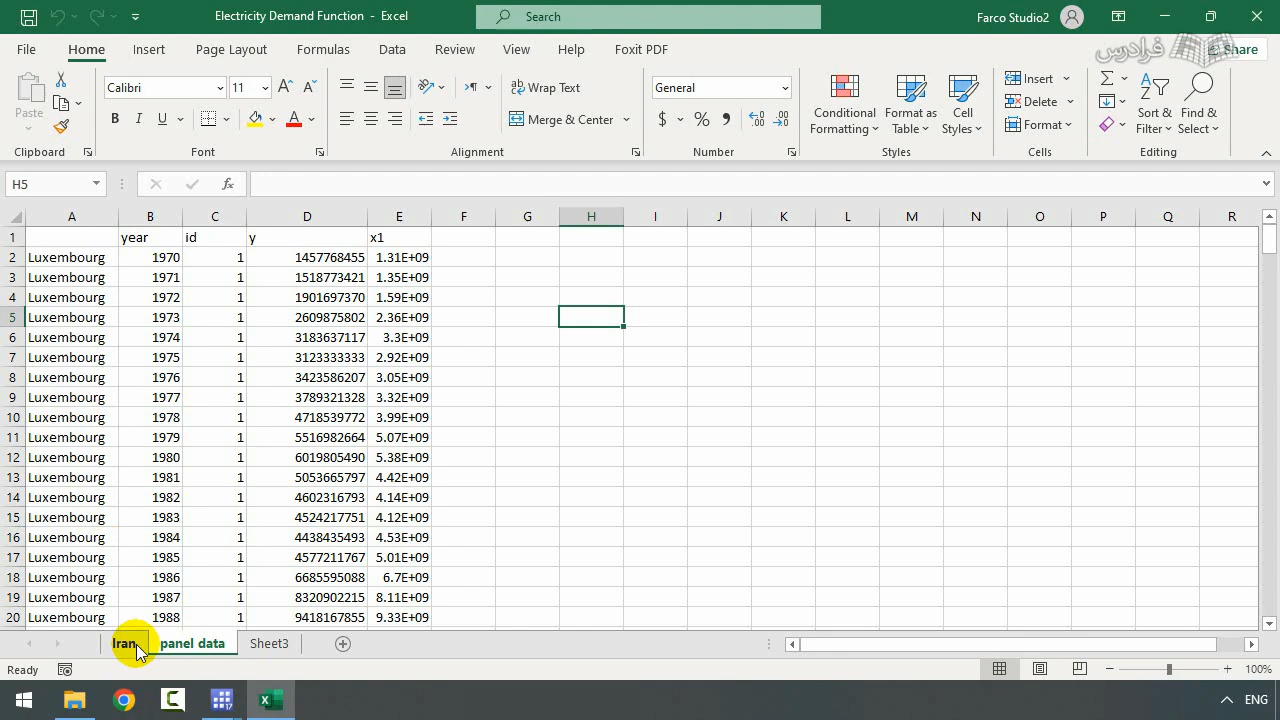 Electricity Demand Function - Excel
Search
Farco Studio2
File Home Insert Page Layout Formulas Data Review View Help Foxit PDF
Share
فرادرس
Paste
Clipboard
Calibri 11
B I U
Font
Wrap Text
Merge & Center
Alignment
General
$ % 9
Number
Conditional Formatting
Format as Table
Cell Styles
Styles
Insert
Delete
Format
Cells
Sort & Filter
Find & Select
Editing
H5
fx
A B C D E F G H I J K L M N O P Q R
1 year id y x1
2 Luxembourg 1970 1 1457768455 1.31E+09
3 Luxembourg 1971 1 1518773421 1.35E+09
4 Luxembourg 1972 1 1901697370 1.59E+09
5 Luxembourg 1973 1 2609875802 2.36E+09
6 Luxembourg 1974 1 3183637117 3.3E+09
7 Luxembourg 1975 1 3123333333 2.92E+09
8 Luxembourg 1976 1 3423586207 3.05E+09
9 Luxembourg 1977 1 3789321328 3.32E+09
10 Luxembourg 1978 1 4718539772 3.99E+09
11 Luxembourg 1979 1 5516982664 5.07E+09
12 Luxembourg 1980 1 6019805490 5.38E+09
13 Luxembourg 1981 1 5053665797 4.42E+09
14 Luxembourg 1982 1 4602316793 4.14E+09
15 Luxembourg 1983 1 4524217751 4.12E+09
16 Luxembourg 1984 1 4438435493 4.53E+09
17 Luxembourg 1985 1 4577211767 5.01E+09
18 Luxembourg 1986 1 6685595088 6.7E+09
19 Luxembourg 1987 1 8320902215 8.11E+09
20 Luxembourg 1988 1 9418167855 9.33E+09
Iran panel data Sheet3
Ready
100%
ENG